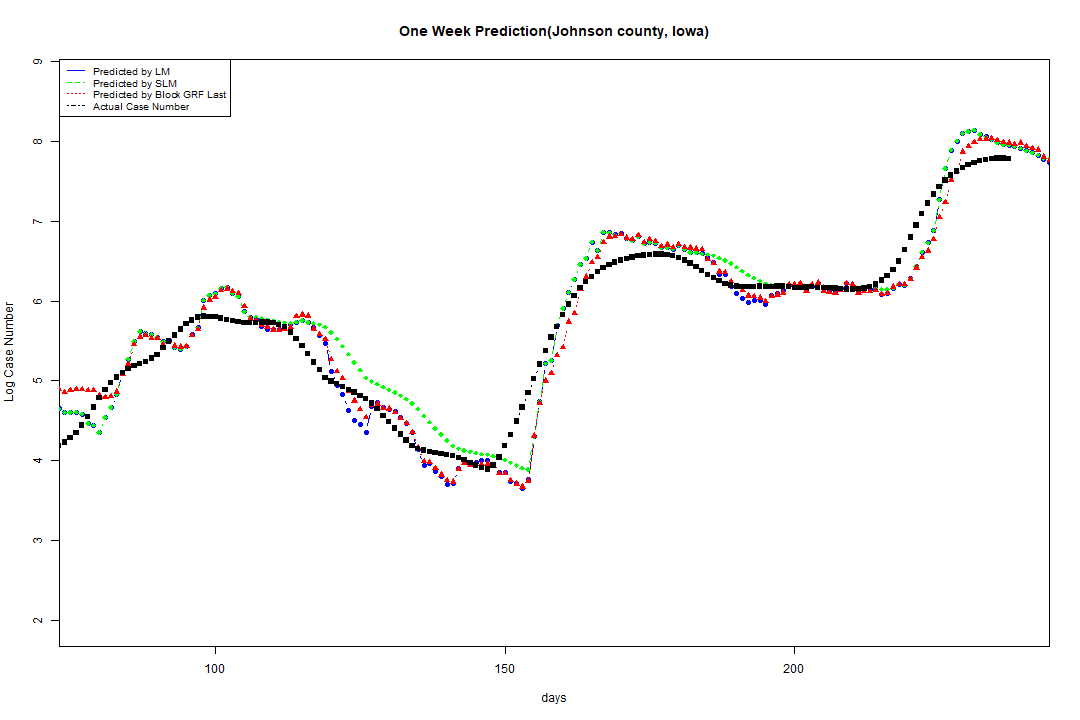 One Week Prediction(Johnson county, Iowa)
Predicted by LM
Predicted by SLM
Predicted by Block GRF Last
Actual Case Number
9
8
7
6
5
4
3
2
Log Case Number
100
150
200
days